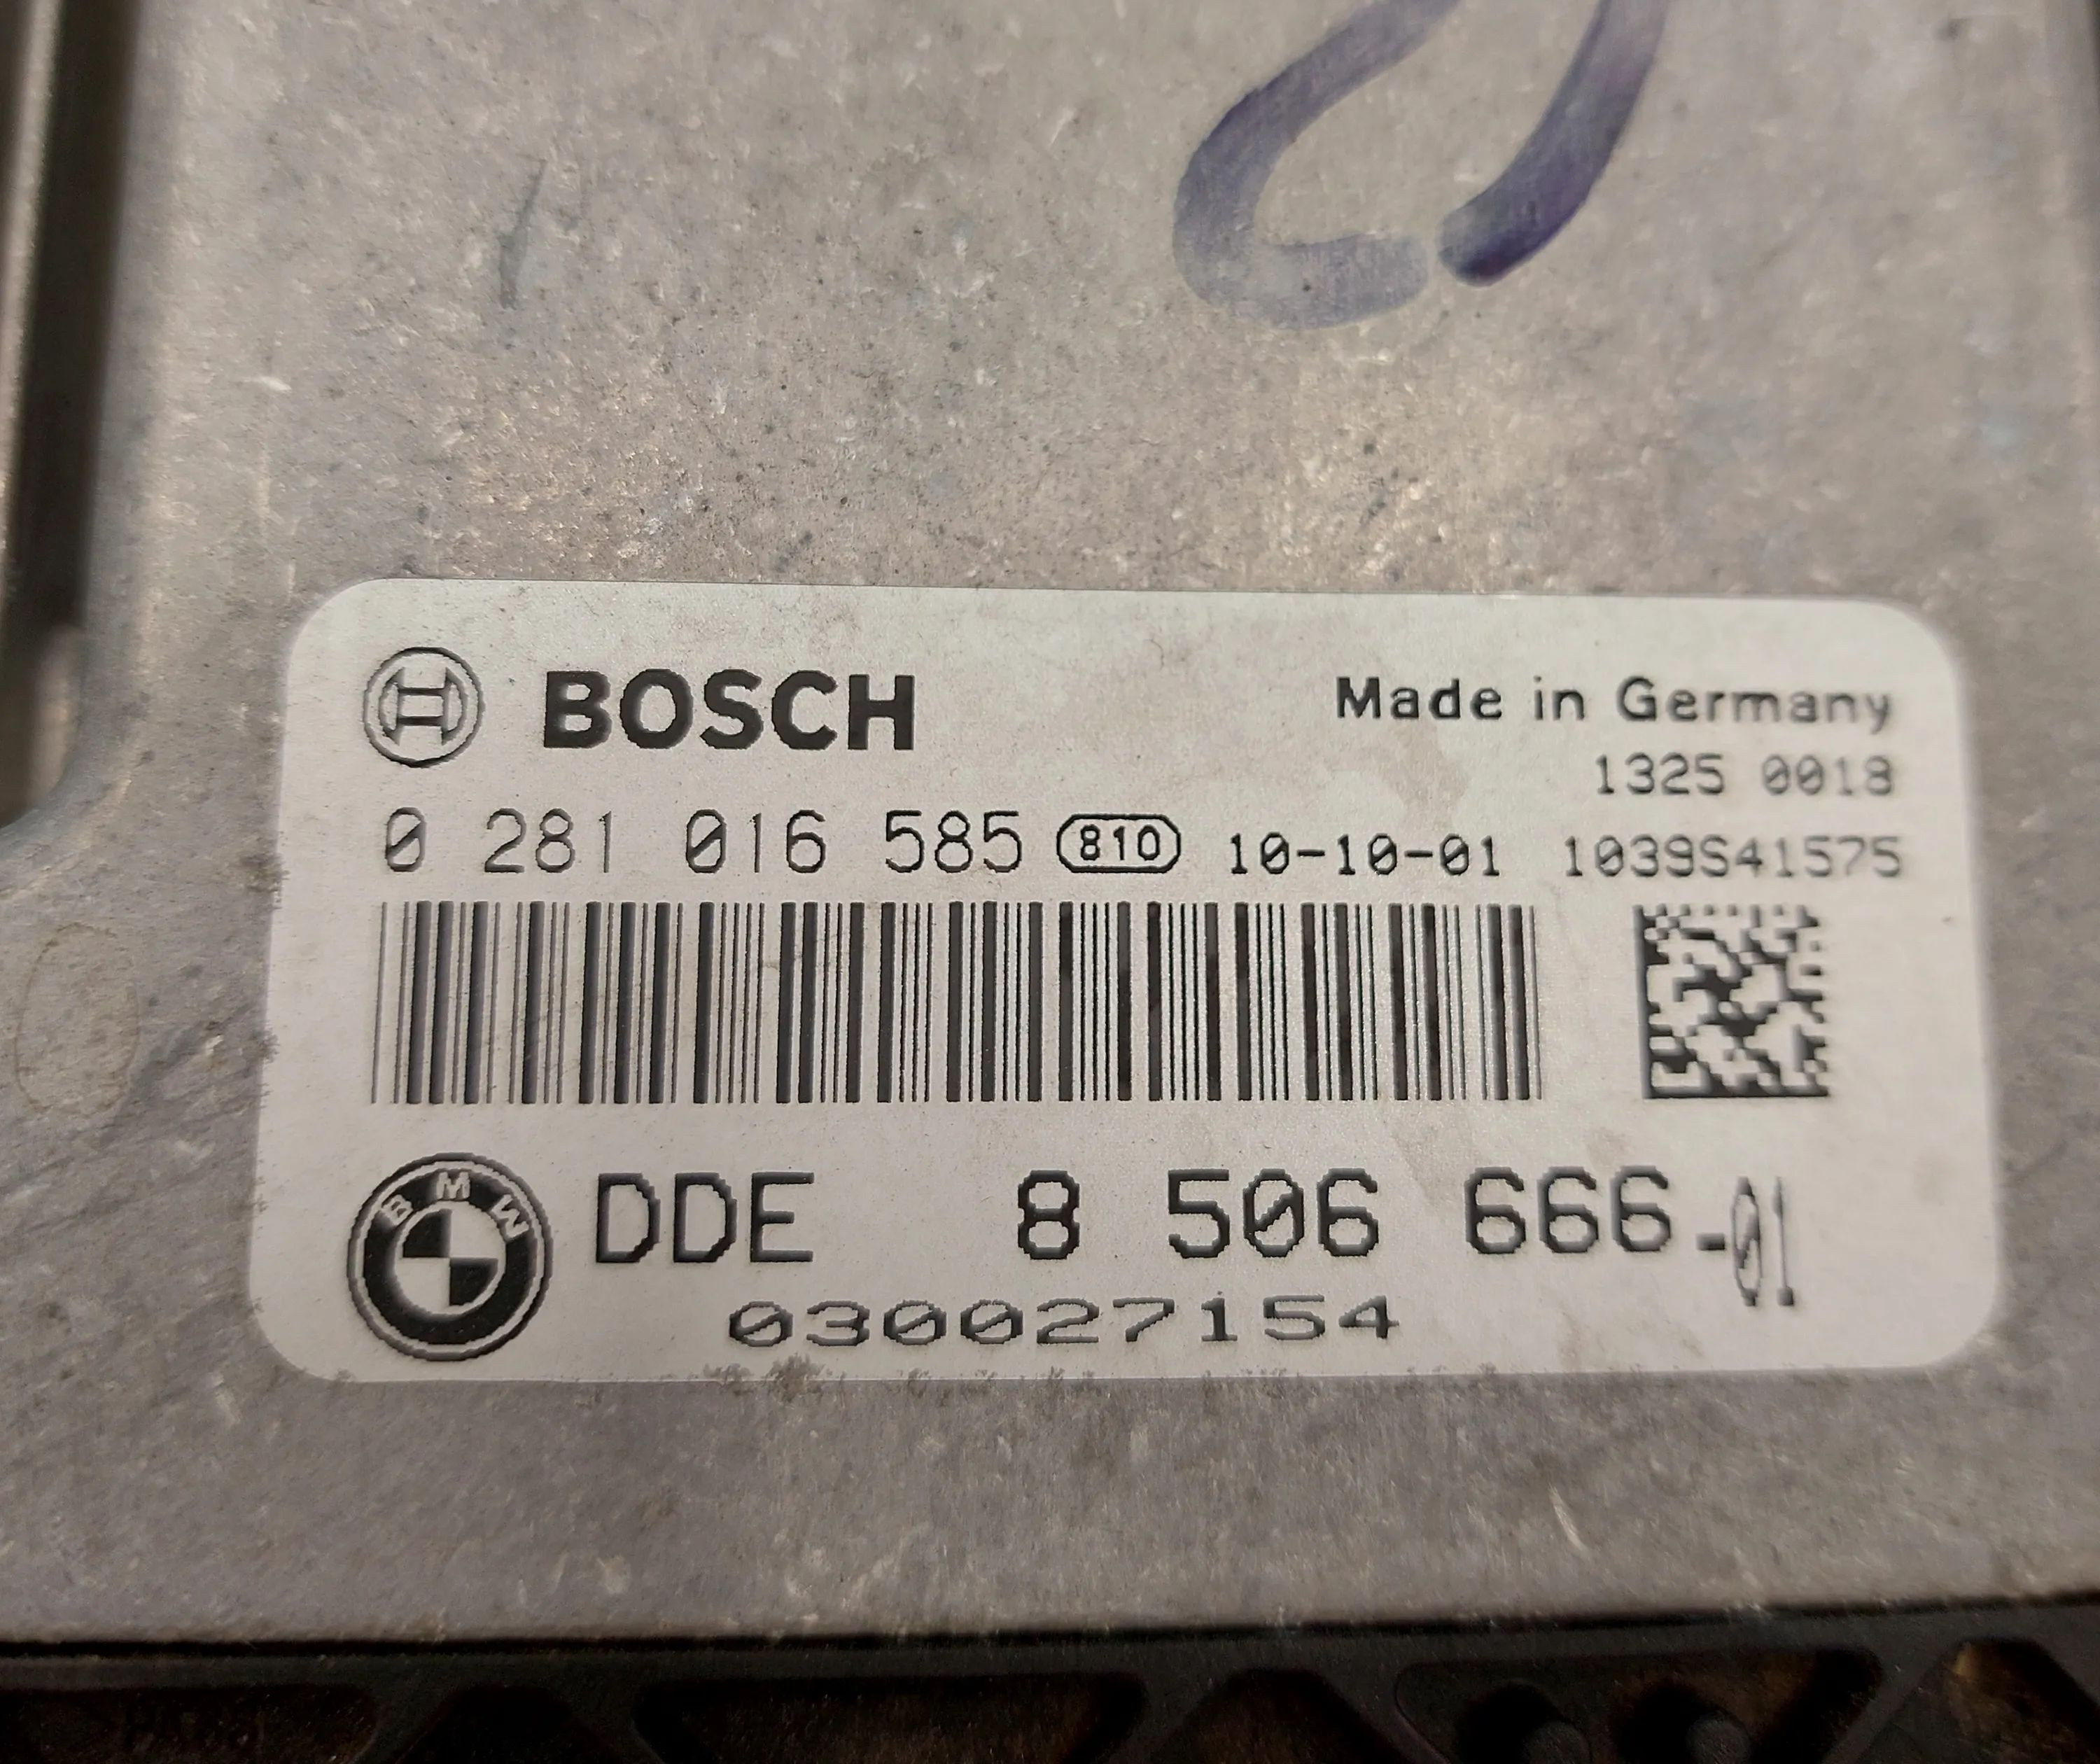 BOSCH
Made in Germany
1325 0018
0 281 016 585 810 10-10-01 1039S41575
BMW
DDE 8 506 666-01
030027154